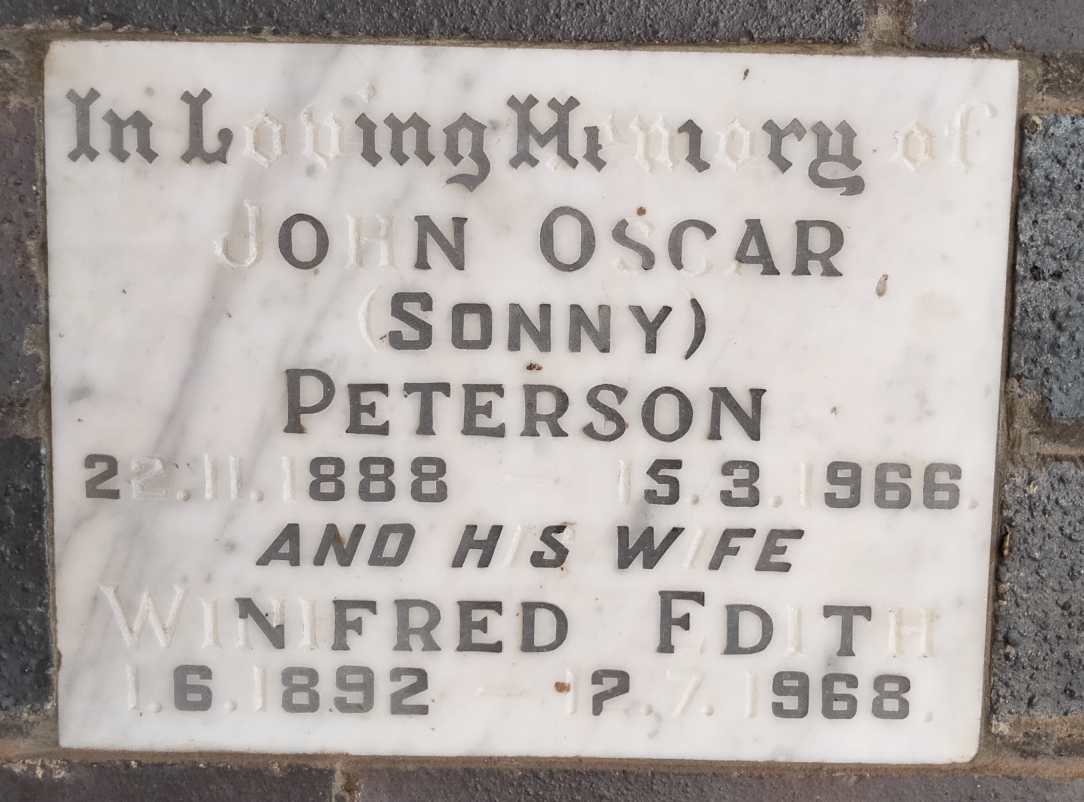 In Loving Memory of
JOHN OSCAR
(SONNY)
PETERSON
22.11.1888 – 15.3.1966.
AND HIS WIFE
WINIFRED EDITH
1.6.1892 – 17.7.1968.